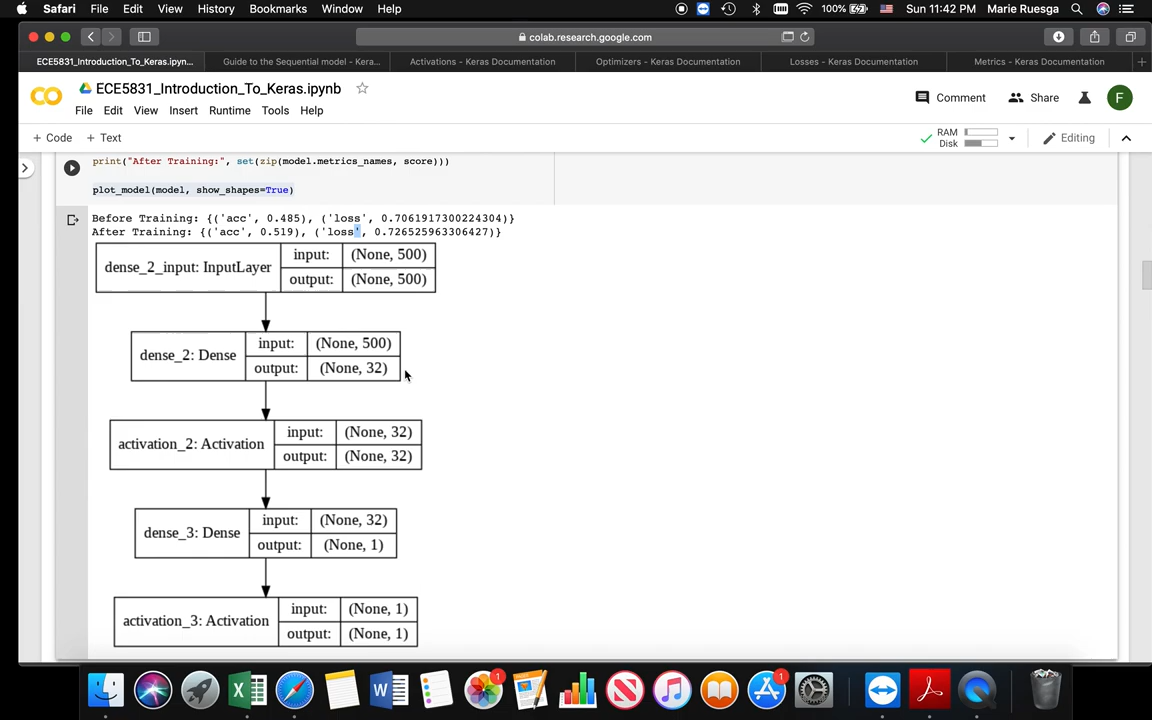 Safari File Edit View History Bookmarks Window Help 100% Sun 11:42 PM Marie Ruesga
colab.research.google.com
ECE5831_Introduction_To_Keras.ipyn... Guide to the Sequential model - Kera... Activations - Keras Documentation Optimizers - Keras Documentation Losses - Keras Documentation Metrics - Keras Documentation
ECE5831_Introduction_To_Keras.ipynb
Comment Share F
File Edit View Insert Runtime Tools Help
+ Code + Text RAM Disk Editing
print("After Training:", set(zip(model.metrics_names, score)))
plot_model(model, show_shapes=True)
Before Training: {('acc', 0.485), ('loss', 0.7061917300224304)}
After Training: {('acc', 0.519), ('loss', 0.726525963306427)}
dense_2_input: InputLayer
input: (None, 500)
output: (None, 500)
dense_2: Dense
input: (None, 500)
output: (None, 32)
activation_2: Activation
input: (None, 32)
output: (None, 32)
dense_3: Dense
input: (None, 32)
output: (None, 1)
activation_3: Activation
input: (None, 1)
output: (None, 1)
1
1